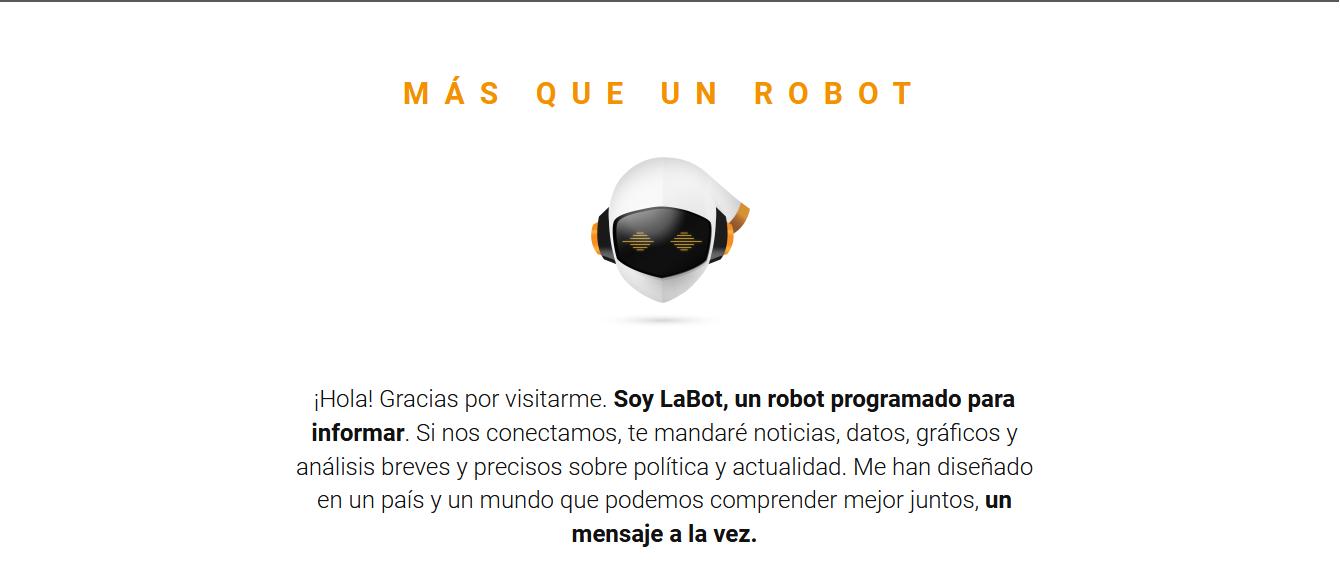 MÁS QUE UN ROBOT
¡Hola! Gracias por visitarme. Soy LaBot, un robot programado para
informar. Si nos conectamos, te mandaré noticias, datos, gráficos y
análisis breves y precisos sobre política y actualidad. Me han diseñado
en un país y un mundo que podemos comprender mejor juntos, un
mensaje a la vez.